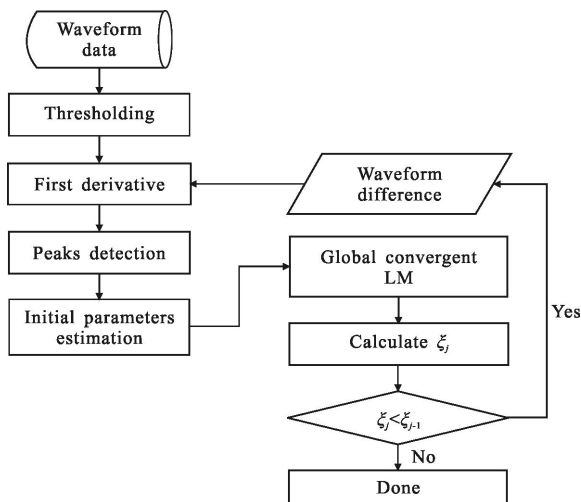 Waveform
data
Thresholding
First derivative
Peaks detection
Initial parameters
estimation
Waveform
difference
Global convergent
LM
Calculate ξj
ξj<ξj-1
Yes
No
Done